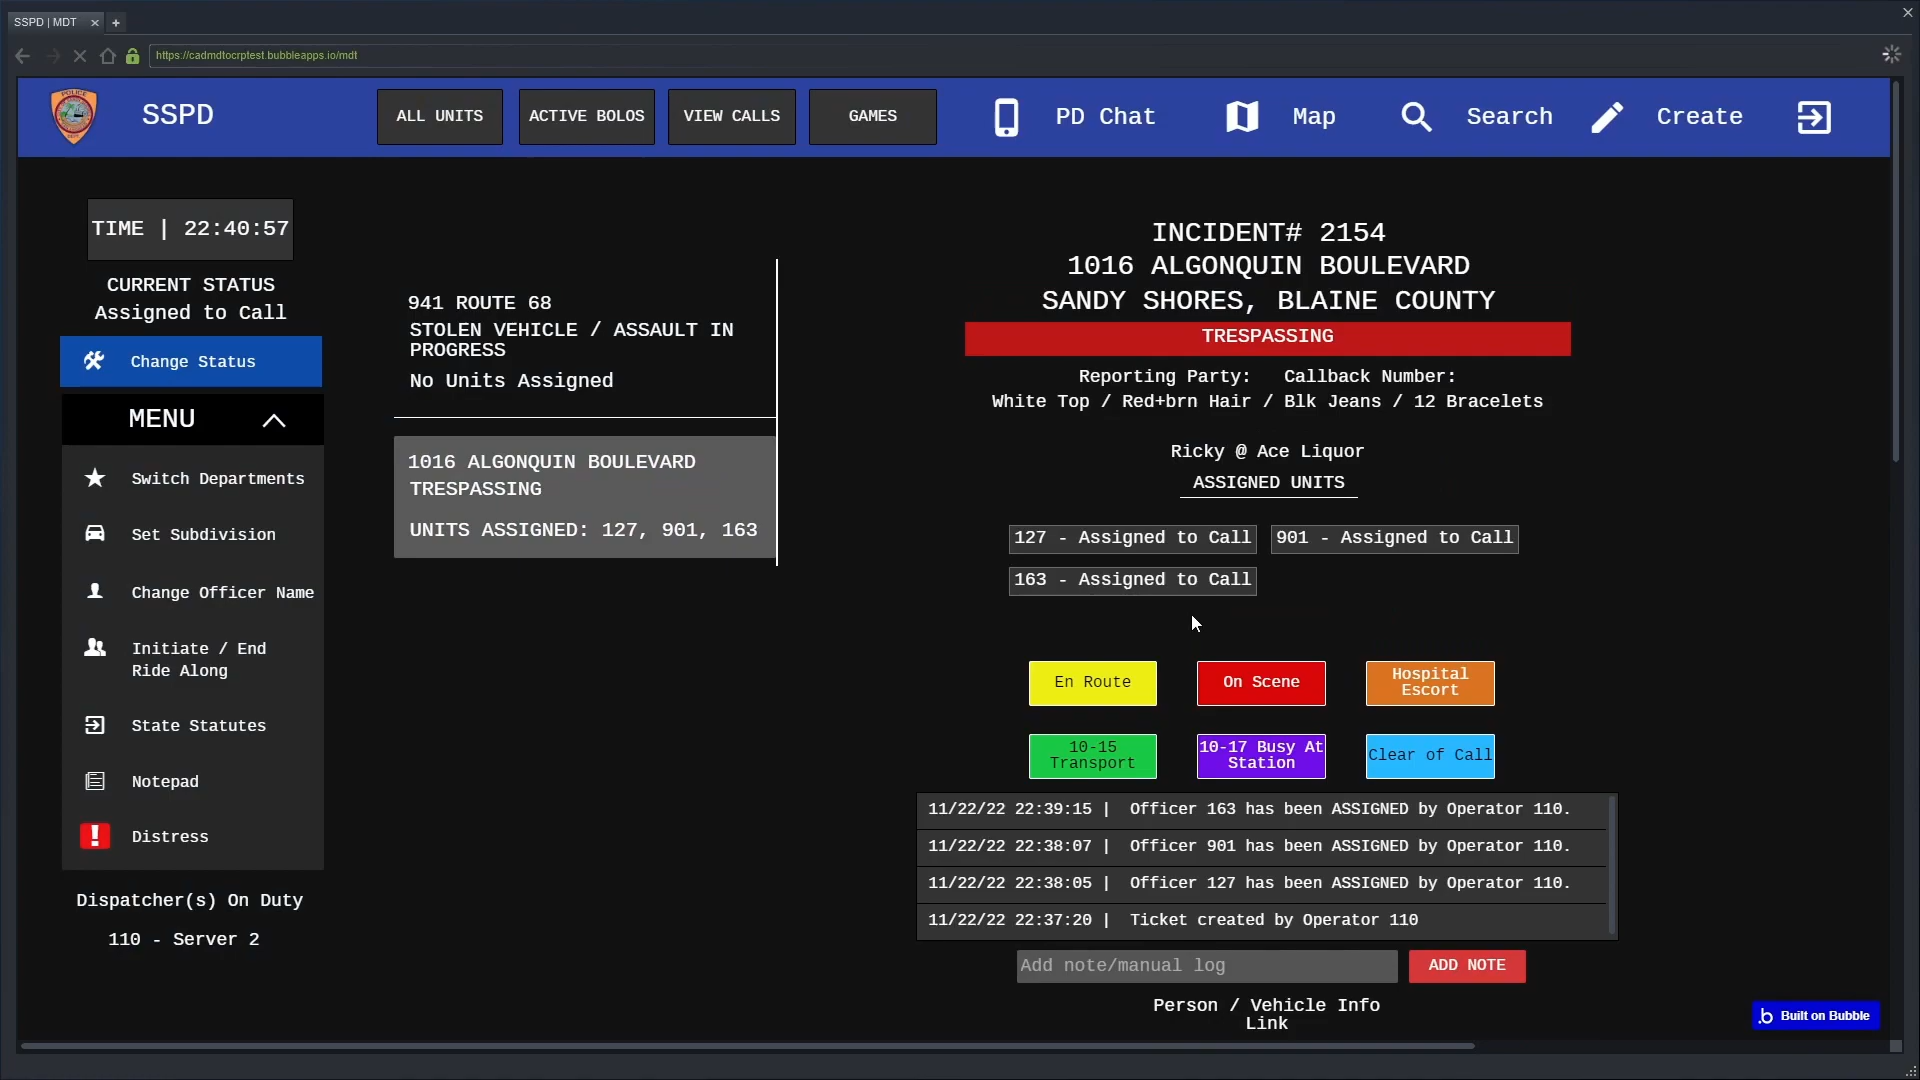 SSPD | MDT
https://cadmdtocrptest.bubbleapps.io/mdt
POLICE
SSPD
ALL UNITS
ACTIVE BOLOS
VIEW CALLS
GAMES
PD Chat
Map
Search
Create
TIME | 22:40:57
CURRENT STATUS
Assigned to Call
Change Status
MENU
Switch Departments
Set Subdivision
Change Officer Name
Initiate / End
Ride Along
State Statutes
Notepad
Distress
Dispatcher(s) On Duty
110 - Server 2
941 ROUTE 68
STOLEN VEHICLE / ASSAULT IN
PROGRESS
No Units Assigned
1016 ALGONQUIN BOULEVARD
TRESPASSING
UNITS ASSIGNED: 127, 901, 163
INCIDENT# 2154
1016 ALGONQUIN BOULEVARD
SANDY SHORES, BLAINE COUNTY
TRESPASSING
Reporting Party: Callback Number:
White Top / Red+brn Hair / Blk Jeans / 12 Bracelets
Ricky @ Ace Liquor
ASSIGNED UNITS
127 - Assigned to Call
901 - Assigned to Call
163 - Assigned to Call
En Route
On Scene
Hospital
Escort
10-15
Transport
10-17 Busy At
Station
Clear of Call
11/22/22 22:39:15 | Officer 163 has been ASSIGNED by Operator 110.
11/22/22 22:38:07 | Officer 901 has been ASSIGNED by Operator 110.
11/22/22 22:38:05 | Officer 127 has been ASSIGNED by Operator 110.
11/22/22 22:37:20 | Ticket created by Operator 110
Add note/manual log
ADD NOTE
Person / Vehicle Info
Link
Built on Bubble